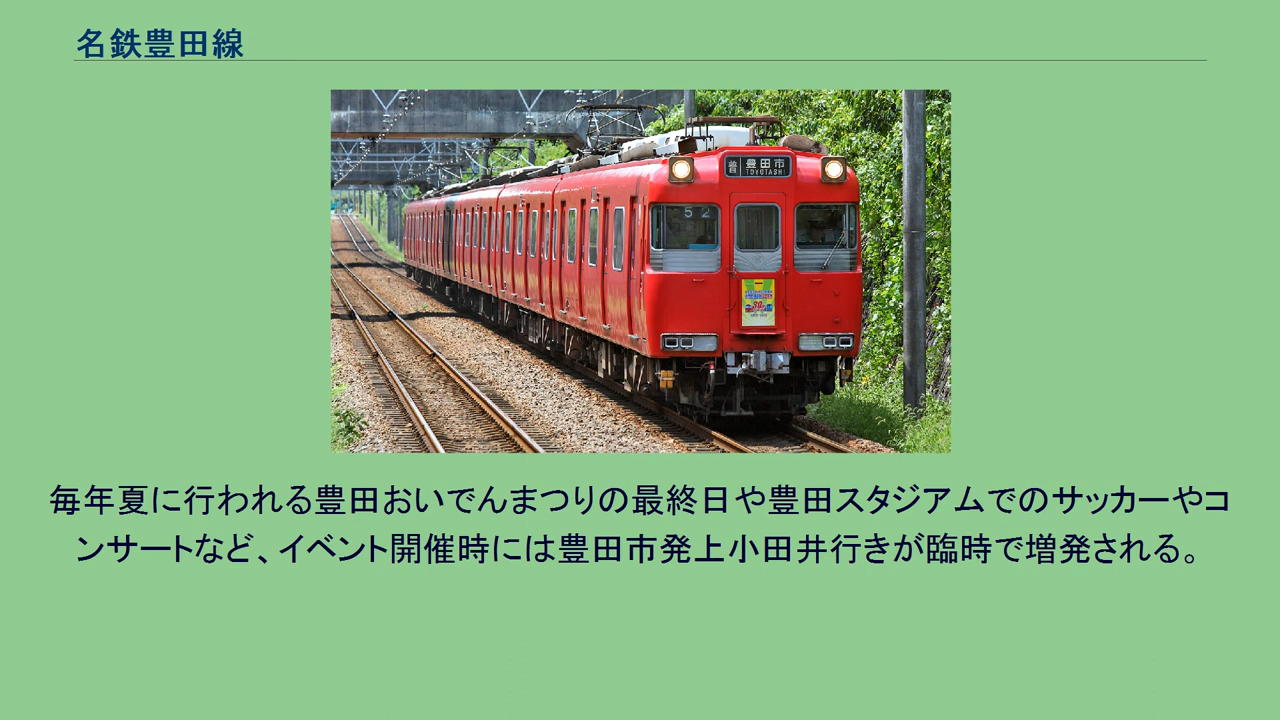 名鉄豊田線
普 豊田市
TOYOTASHI
52
30
毎年夏に行われる豊田おいでんまつりの最終日や豊田スタジアムでのサッカーやコ
ンサートなど、イベント開催時には豊田市発上小田井行きが臨時で増発される。